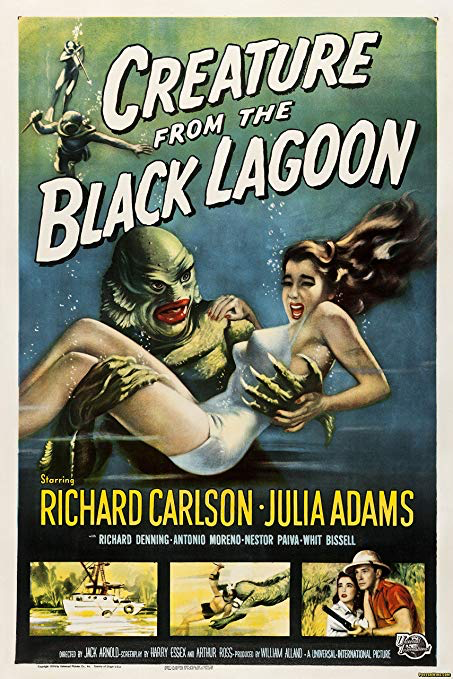 CREATURE
FROM THE
BLACK LAGOON
Starring
RICHARD CARLSON · JULIA ADAMS
with RICHARD DENNING · ANTONIO MORENO · NESTOR PAIVA · WHIT BISSELL
DIRECTED BY JACK ARNOLD · SCREENPLAY BY HARRY ESSEX AND ARTHUR ROSS · PRODUCED BY WILLIAM ALLAND · A UNIVERSAL-INTERNATIONAL PICTURE